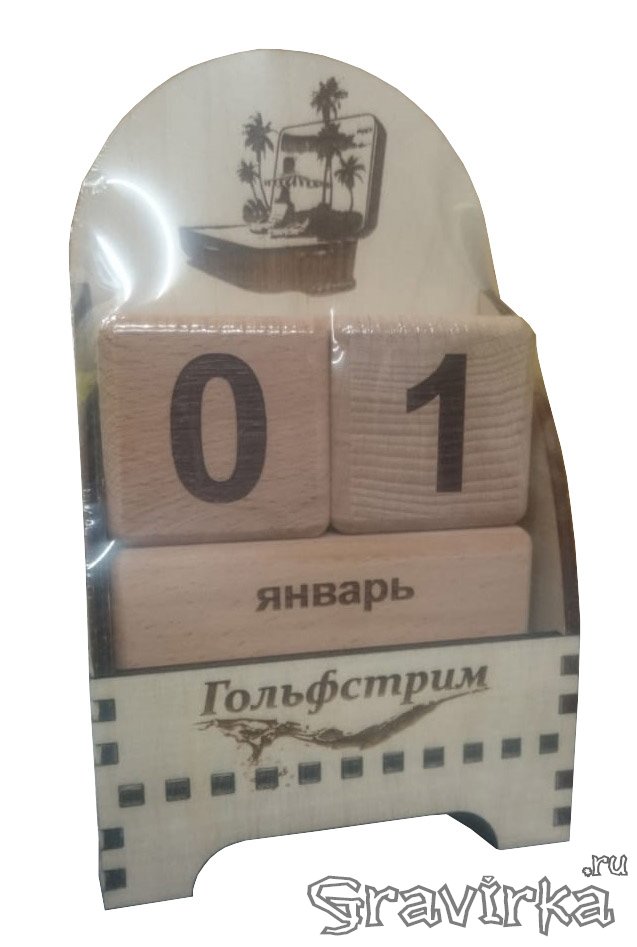 0 1
январь
Гольфстрим
Gravirka.ru